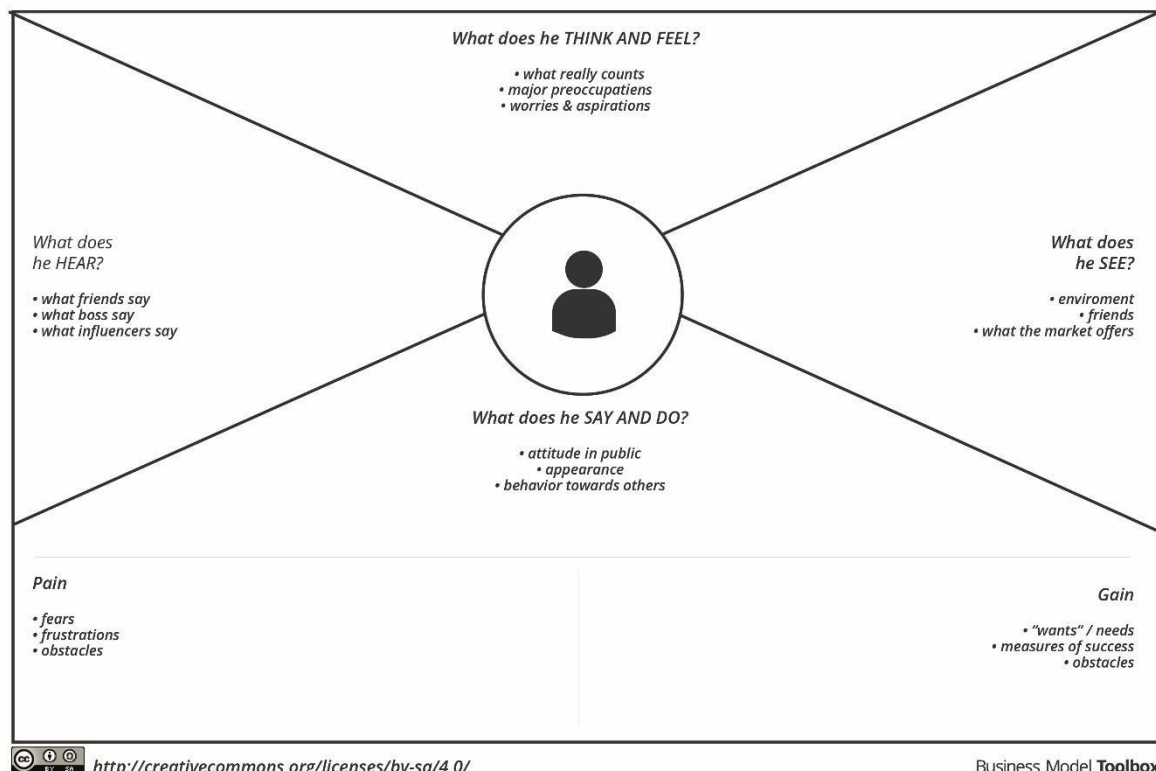 What does he THINK AND FEEL?
• what really counts
• major preoccupatiens
• worries & aspirations
What does
he HEAR?
• what friends say
• what boss say
• what influencers say
What does
he SEE?
• enviroment
• friends
• what the market offers
What does he SAY AND DO?
• attitude in public
• appearance
• behavior towards others
Pain
• fears
• frustrations
• obstacles
Gain
• “wants” / needs
• measures of success
• obstacles
cc BY SA
http://creativecommons.org/licenses/by-sa/4.0/
Business Model Toolbox